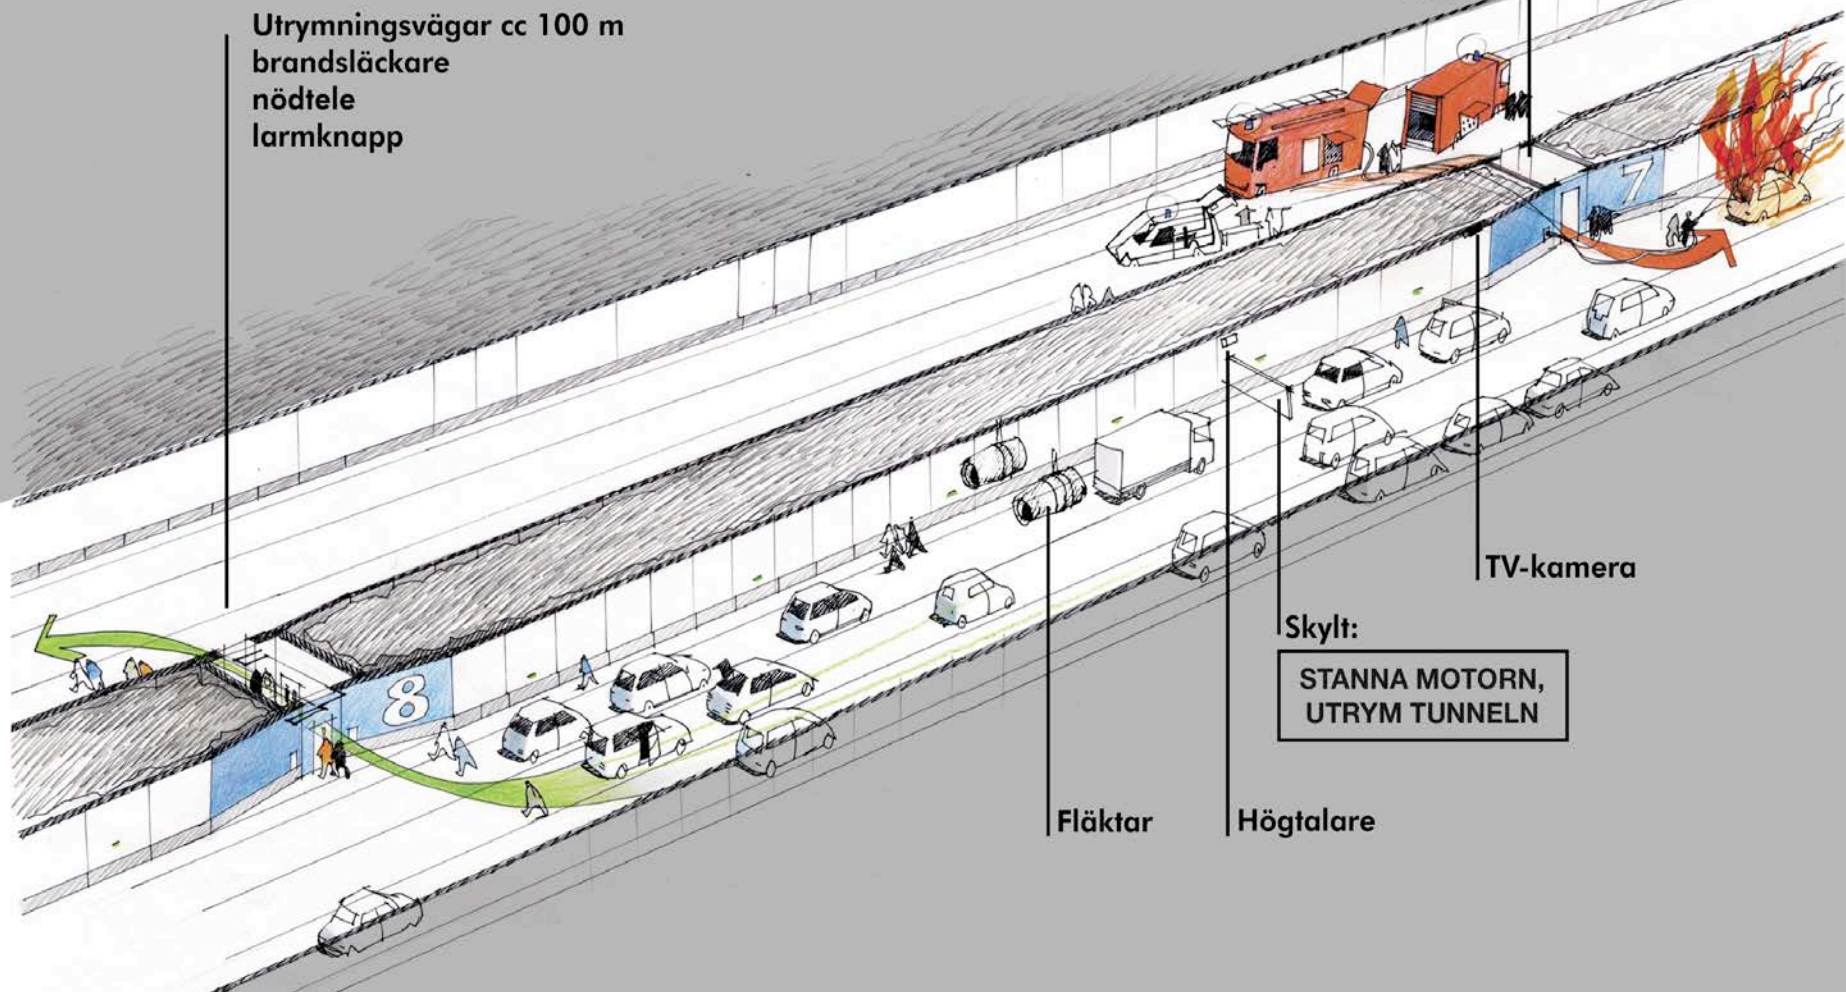 Utrymningsvägar cc 100 m
brandsläckare
nödtele
larmknapp
7
8
TV-kamera
Skylt:
STANNA MOTORN,
UTRYM TUNNELN
Fläktar
Högtalare